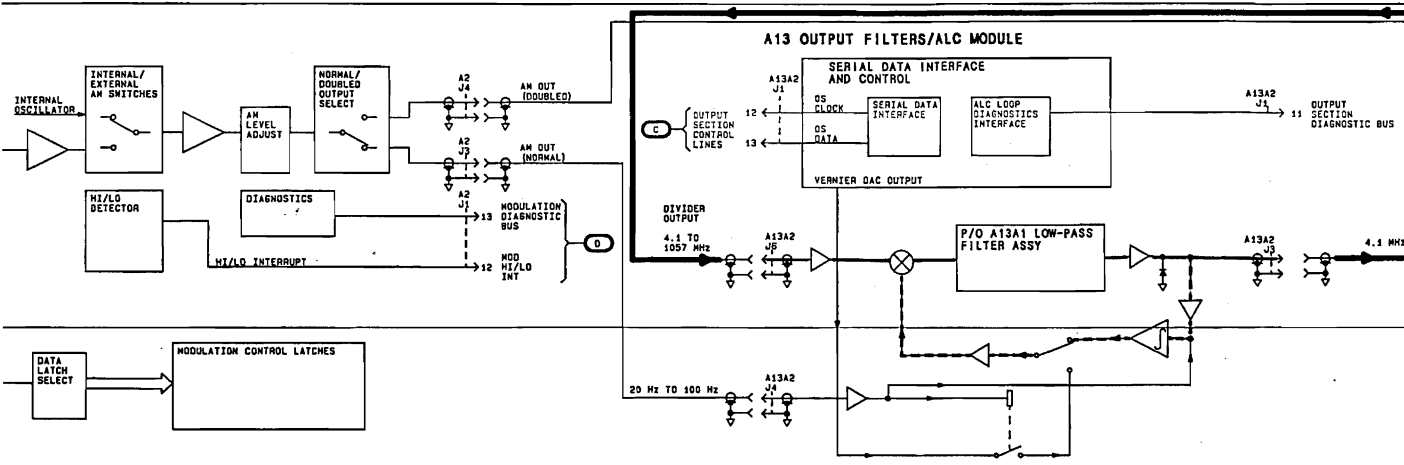 A13 OUTPUT FILTERS/ALC MODULE
INTERNAL
OSCILLATOR
INTERNAL/
EXTERNAL
AM SWITCHES
AM
LEVEL
ADJUST
NORMAL/
DOUBLED
OUTPUT
SELECT
A2
J4
AM OUT
(DOUBLED)
A2
J3
AM OUT
(NORMAL)
HI/LO
DETECTOR
DIAGNOSTICS
A2
J1
13
MODULATION
DIAGNOSTIC
BUS
HI/LO INTERRUPT
12
MOD
HI/LO
INT
D
DATA
LATCH
SELECT
MODULATION CONTROL LATCHES
C
OUTPUT
SECTION
CONTROL
LINES
A13A2
J1
12
13
SERIAL DATA INTERFACE
AND CONTROL
OS
CLOCK
OS
DATA
SERIAL DATA
INTERFACE
ALC LOOP
DIAGNOSTICS
INTERFACE
VERNIER DAC OUTPUT
A13A2
J1
11
OUTPUT
SECTION
DIAGNOSTIC BUS
DIVIDER
OUTPUT
4.1 TO
1057 MHz
A13A2
J5
P/O A13A1 LOW-PASS
FILTER ASSY
A13A2
J3
4.1 MHz
20 Hz TO 100 Hz
A13A2
J4
∫